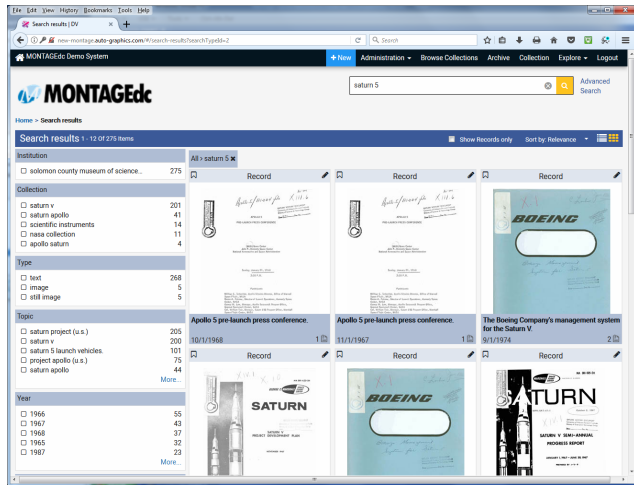 File Edit View History Bookmarks Tools Help
Search results | DV
new-montage.auto-graphics.com/#/search-results?searchTypeId=2
Search
MONTAGEdc Demo System
+ New Administration Browse Collections Archive Collection Explore Logout
MONTAGEdc
saturn 5
Advanced Search
Home > Search results
Search results 1 - 12 Of 275 Items
Show Records only Sort by: Relevance
Institution
solomon county museum of science... 275
Collection
saturn v 201
saturn apollo 41
scientific instruments 14
nasa collection 11
apollo saturn 4
Type
text 268
image 5
still image 5
Topic
saturn project (u.s.) 205
saturn v 200
saturn 5 launch vehicles. 101
project apollo (u.s.) 75
saturn apollo 44
More...
Year
1966 55
1967 43
1968 37
1965 32
1987 23
More...
All > saturn 5 ×
Record
Apollo 5 pre-launch press conference.
10/1/1968 1
Record
Apollo 5 pre-launch press conference.
11/1/1967 1
Record
BOEING
The Boeing Company's management system
for the Saturn V.
9/1/1974 2
Record
SATURN
SATURN V
PROJECT DEVELOPMENT PLAN
Record
BOEING
Record
SATURN
SATURN V SEMI-ANNUAL
PROGRESS REPORT